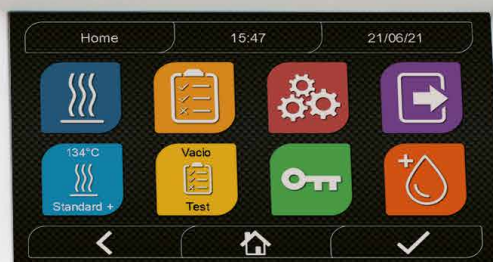 Home 15:47 21/06/21
134°C
Standard +
Vacio
Test